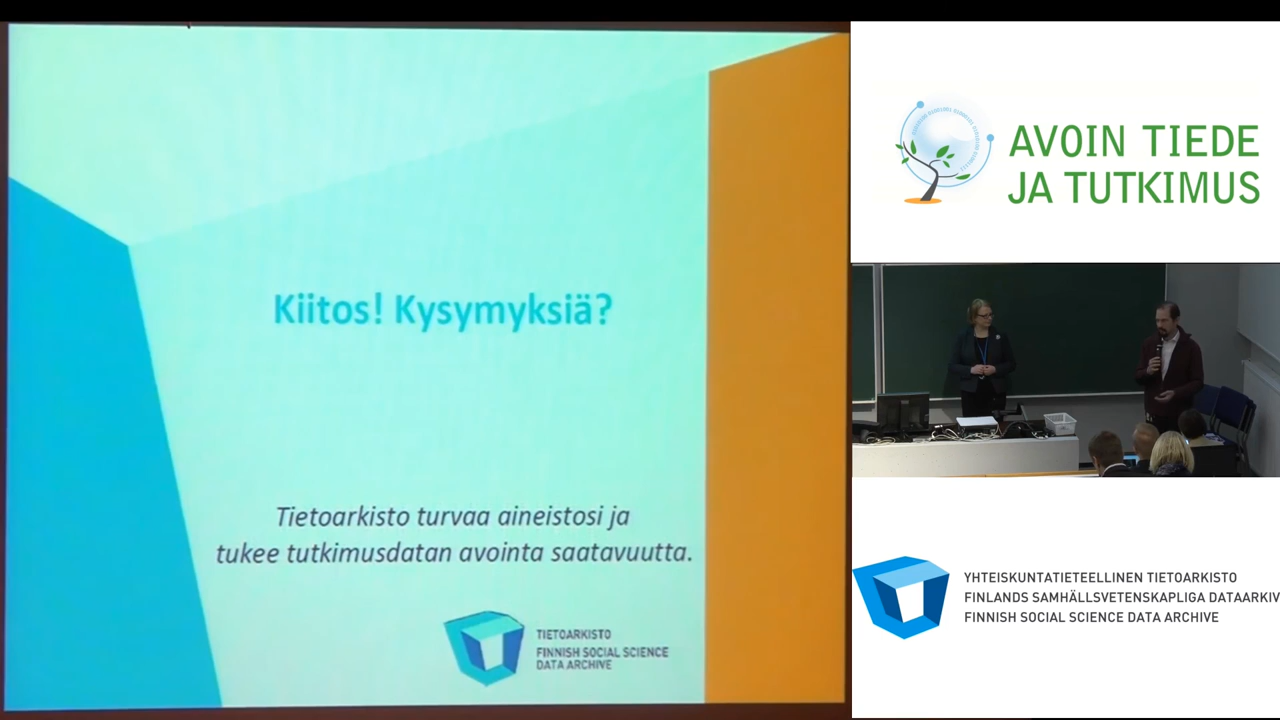 Kiitos! Kysymyksiä?
Tietoarkisto turvaa aineistosi ja
tukee tutkimusdatan avointa saatavuutta.
TIETOARKISTO
FINNISH SOCIAL SCIENCE
DATA ARCHIVE
AVOIN TIEDE
JA TUTKIMUS
YHTEISKUNTATIETEELLINEN TIETOARKISTO
FINLANDS SAMHÄLLSVETENSKAPLIGA DATAARKIV
FINNISH SOCIAL SCIENCE DATA ARCHIVE